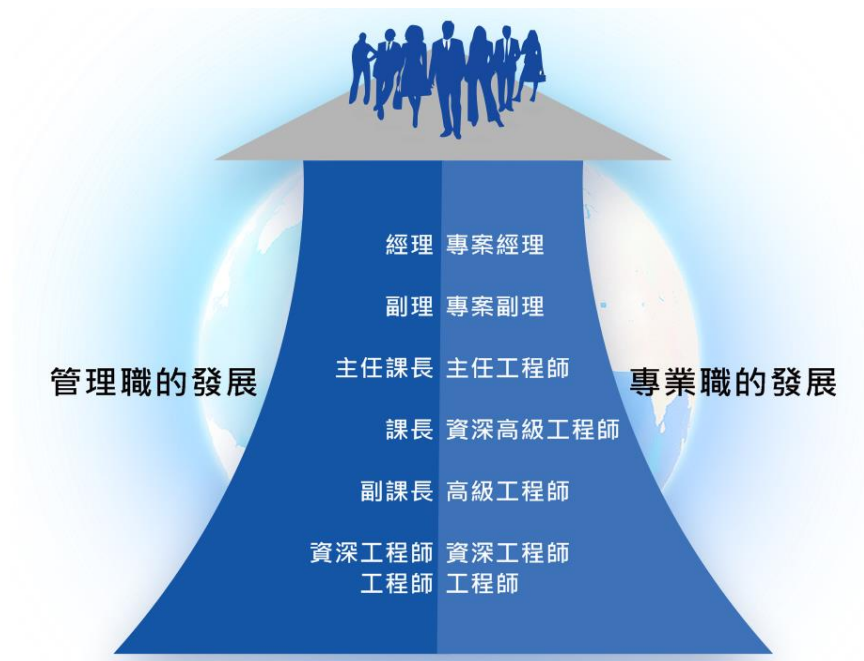 經理 專案經理
副理 專案副理
主任課長 主任工程師
管理職的發展
專業職的發展
課長 資深高級工程師
副課長 高級工程師
資深工程師 資深工程師
工程師 工程師